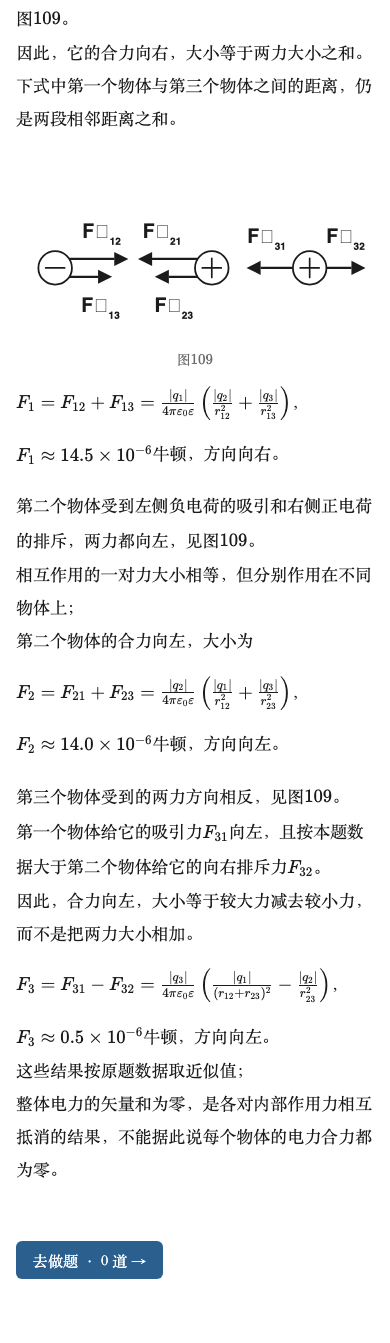 图109。
因此，它的合力向右，大小等于两力大小之和。
下式中第一个物体与第三个物体之间的距离，仍
是两段相邻距离之和。
F□12 F□21 F□31 F□32
− + +
F□13 F□23
图109
F₁ = F₁₂ + F₁₃ = |q₁|/(4πε₀ε) (|q₂|/r₁₂² + |q₃|/r₁₃²),
F₁ ≈ 14.5 × 10⁻⁶牛顿，方向向右。
第二个物体受到左侧负电荷的吸引和右侧正电荷
的排斥，两力都向左，见图109。
相互作用的一对力大小相等，但分别作用在不同
物体上；
第二个物体的合力向左，大小为
F₂ = F₂₁ + F₂₃ = |q₂|/(4πε₀ε) (|q₁|/r₁₂² + |q₃|/r₂₃²),
F₂ ≈ 14.0 × 10⁻⁶牛顿，方向向左。
第三个物体受到的两力方向相反，见图109。
第一个物体给它的吸引力F₃₁向左，且按本题数
据大于第二个物体给它的向右排斥力F₃₂。
因此，合力向左，大小等于较大力减去较小力，
而不是把两力大小相加。
F₃ = F₃₁ − F₃₂ = |q₃|/(4πε₀ε) (|q₁|/(r₁₂+r₂₃)² − |q₂|/r₂₃²),
F₃ ≈ 0.5 × 10⁻⁶牛顿，方向向左。
这些结果按原题数据取近似值；
整体电力的矢量和为零，是各对内部作用力相互
抵消的结果，不能据此说每个物体的电力合力都
为零。
去做题 · 0 道 →